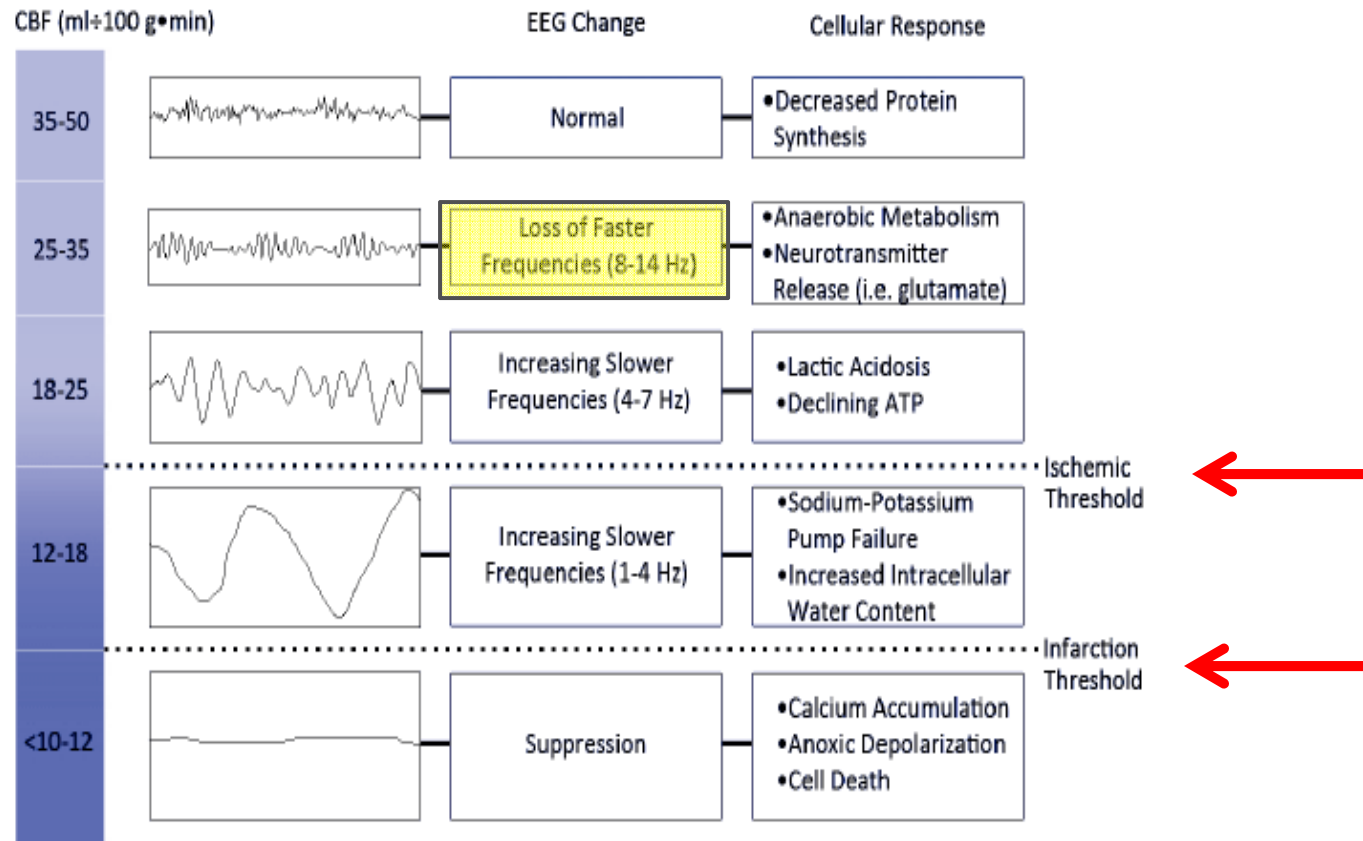 CBF (ml÷100 g•min)
EEG Change
Cellular Response
35-50
Normal
•Decreased Protein
Synthesis
25-35
Loss of Faster
Frequencies (8-14 Hz)
•Anaerobic Metabolism
•Neurotransmitter
Release (i.e. glutamate)
18-25
Increasing Slower
Frequencies (4-7 Hz)
•Lactic Acidosis
•Declining ATP
Ischemic
Threshold
12-18
Increasing Slower
Frequencies (1-4 Hz)
•Sodium-Potassium
Pump Failure
•Increased Intracellular
Water Content
Infarction
Threshold
<10-12
Suppression
•Calcium Accumulation
•Anoxic Depolarization
•Cell Death